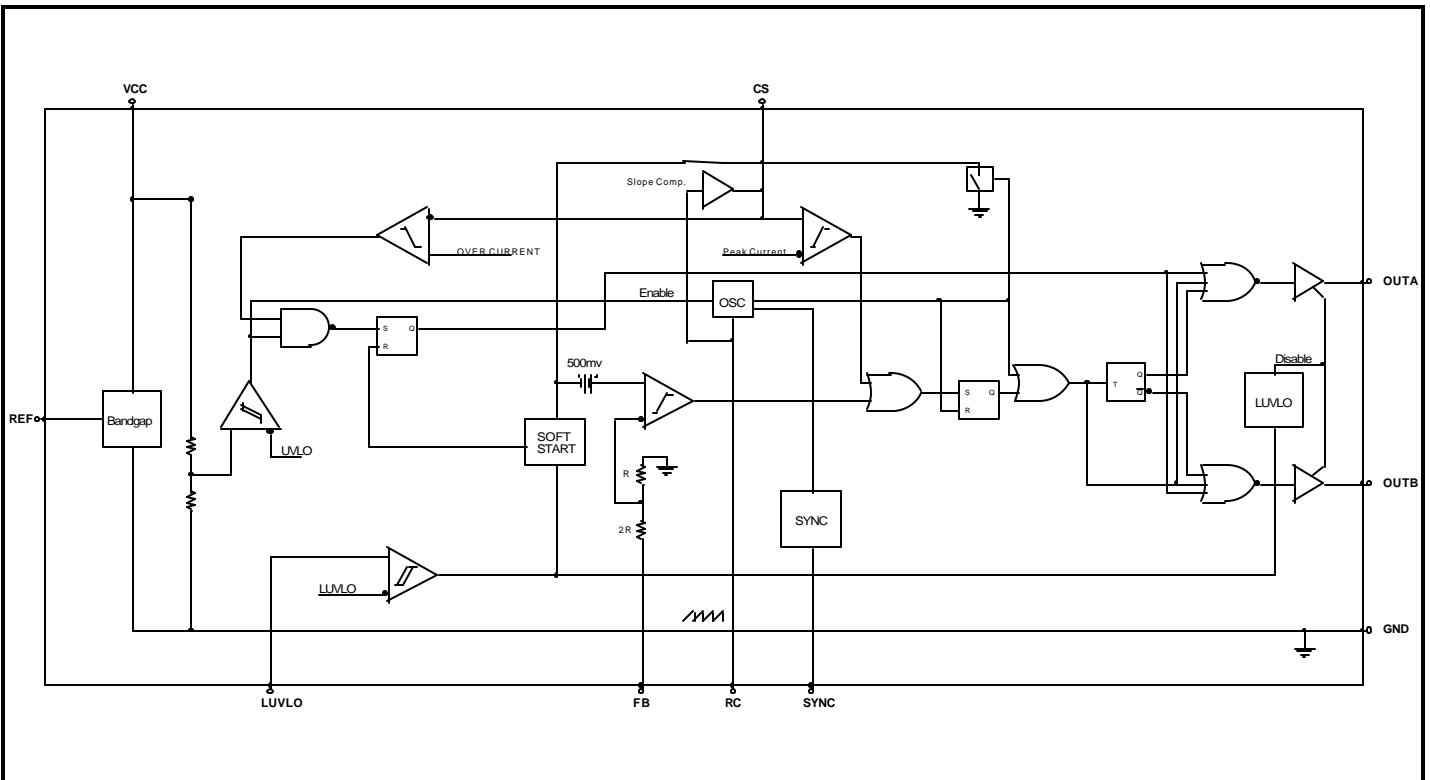 VCC
CS
Slope Comp.
OVER CURRENT
Peak Current
OUTA
Enable
OSC
S
Q
R
500mv
Disable
Q
T
Q
S
Q
R
LUVLO
REF
Bandgap
UVLO
SOFT
START
R
OUTB
2R
SYNC
LUVLO
GND
LUVLO
FB
RC
SYNC